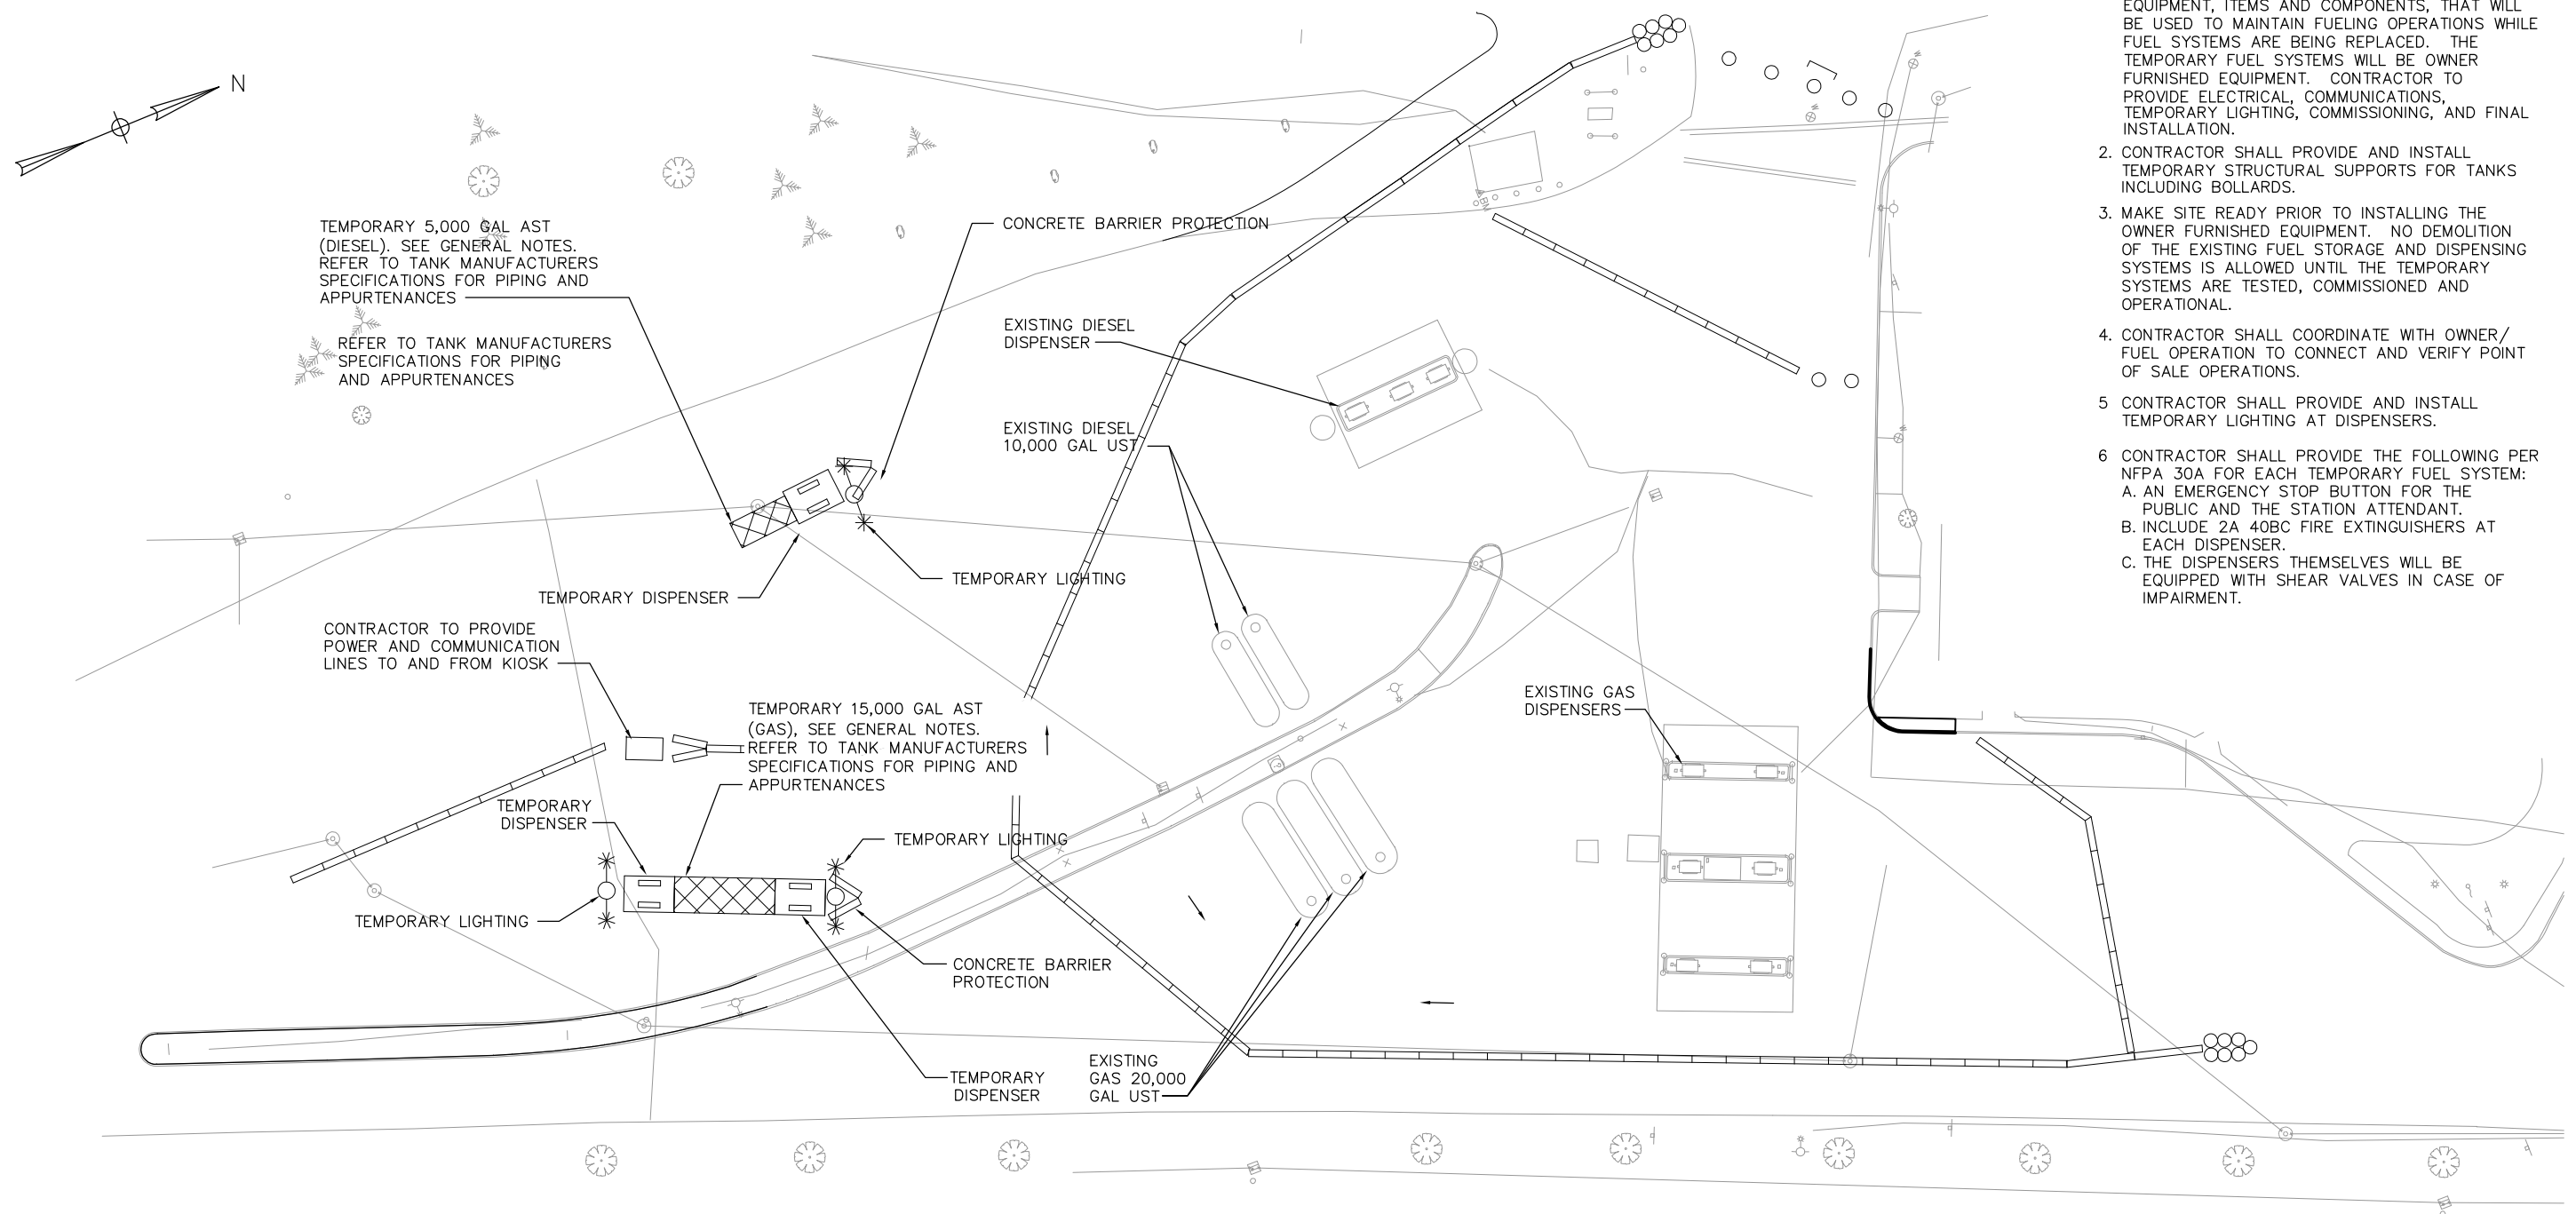 N
TEMPORARY 5,000 GAL AST
(DIESEL). SEE GENERAL NOTES.
REFER TO TANK MANUFACTURERS
SPECIFICATIONS FOR PIPING AND
APPURTENANCES
REFER TO TANK MANUFACTURERS
SPECIFICATIONS FOR PIPING
AND APPURTENANCES
CONCRETE BARRIER PROTECTION
EXISTING DIESEL
DISPENSER
EXISTING DIESEL
10,000 GAL UST
TEMPORARY LIGHTING
TEMPORARY DISPENSER
CONTRACTOR TO PROVIDE
POWER AND COMMUNICATION
LINES TO AND FROM KIOSK
TEMPORARY 15,000 GAL AST
(GAS), SEE GENERAL NOTES.
REFER TO TANK MANUFACTURERS
SPECIFICATIONS FOR PIPING AND
APPURTENANCES
EXISTING GAS
DISPENSERS
TEMPORARY
DISPENSER
TEMPORARY LIGHTING
TEMPORARY LIGHTING
CONCRETE BARRIER
PROTECTION
TEMPORARY
DISPENSER
EXISTING
GAS 20,000
GAL UST
EQUIPMENT, ITEMS AND COMPONENTS, THAT WILL
BE USED TO MAINTAIN FUELING OPERATIONS WHILE
FUEL SYSTEMS ARE BEING REPLACED. THE
TEMPORARY FUEL SYSTEMS WILL BE OWNER
FURNISHED EQUIPMENT. CONTRACTOR TO
PROVIDE ELECTRICAL, COMMUNICATIONS,
TEMPORARY LIGHTING, COMMISSIONING, AND FINAL
INSTALLATION.
2. CONTRACTOR SHALL PROVIDE AND INSTALL
TEMPORARY STRUCTURAL SUPPORTS FOR TANKS
INCLUDING BOLLARDS.
3. MAKE SITE READY PRIOR TO INSTALLING THE
OWNER FURNISHED EQUIPMENT. NO DEMOLITION
OF THE EXISTING FUEL STORAGE AND DISPENSING
SYSTEMS IS ALLOWED UNTIL THE TEMPORARY
SYSTEMS ARE TESTED, COMMISSIONED AND
OPERATIONAL.
4. CONTRACTOR SHALL COORDINATE WITH OWNER/
FUEL OPERATION TO CONNECT AND VERIFY POINT
OF SALE OPERATIONS.
5 CONTRACTOR SHALL PROVIDE AND INSTALL
TEMPORARY LIGHTING AT DISPENSERS.
6 CONTRACTOR SHALL PROVIDE THE FOLLOWING PER
NFPA 30A FOR EACH TEMPORARY FUEL SYSTEM:
A. AN EMERGENCY STOP BUTTON FOR THE
PUBLIC AND THE STATION ATTENDANT.
B. INCLUDE 2A 40BC FIRE EXTINGUISHERS AT
EACH DISPENSER.
C. THE DISPENSERS THEMSELVES WILL BE
EQUIPPED WITH SHEAR VALVES IN CASE OF
IMPAIRMENT.